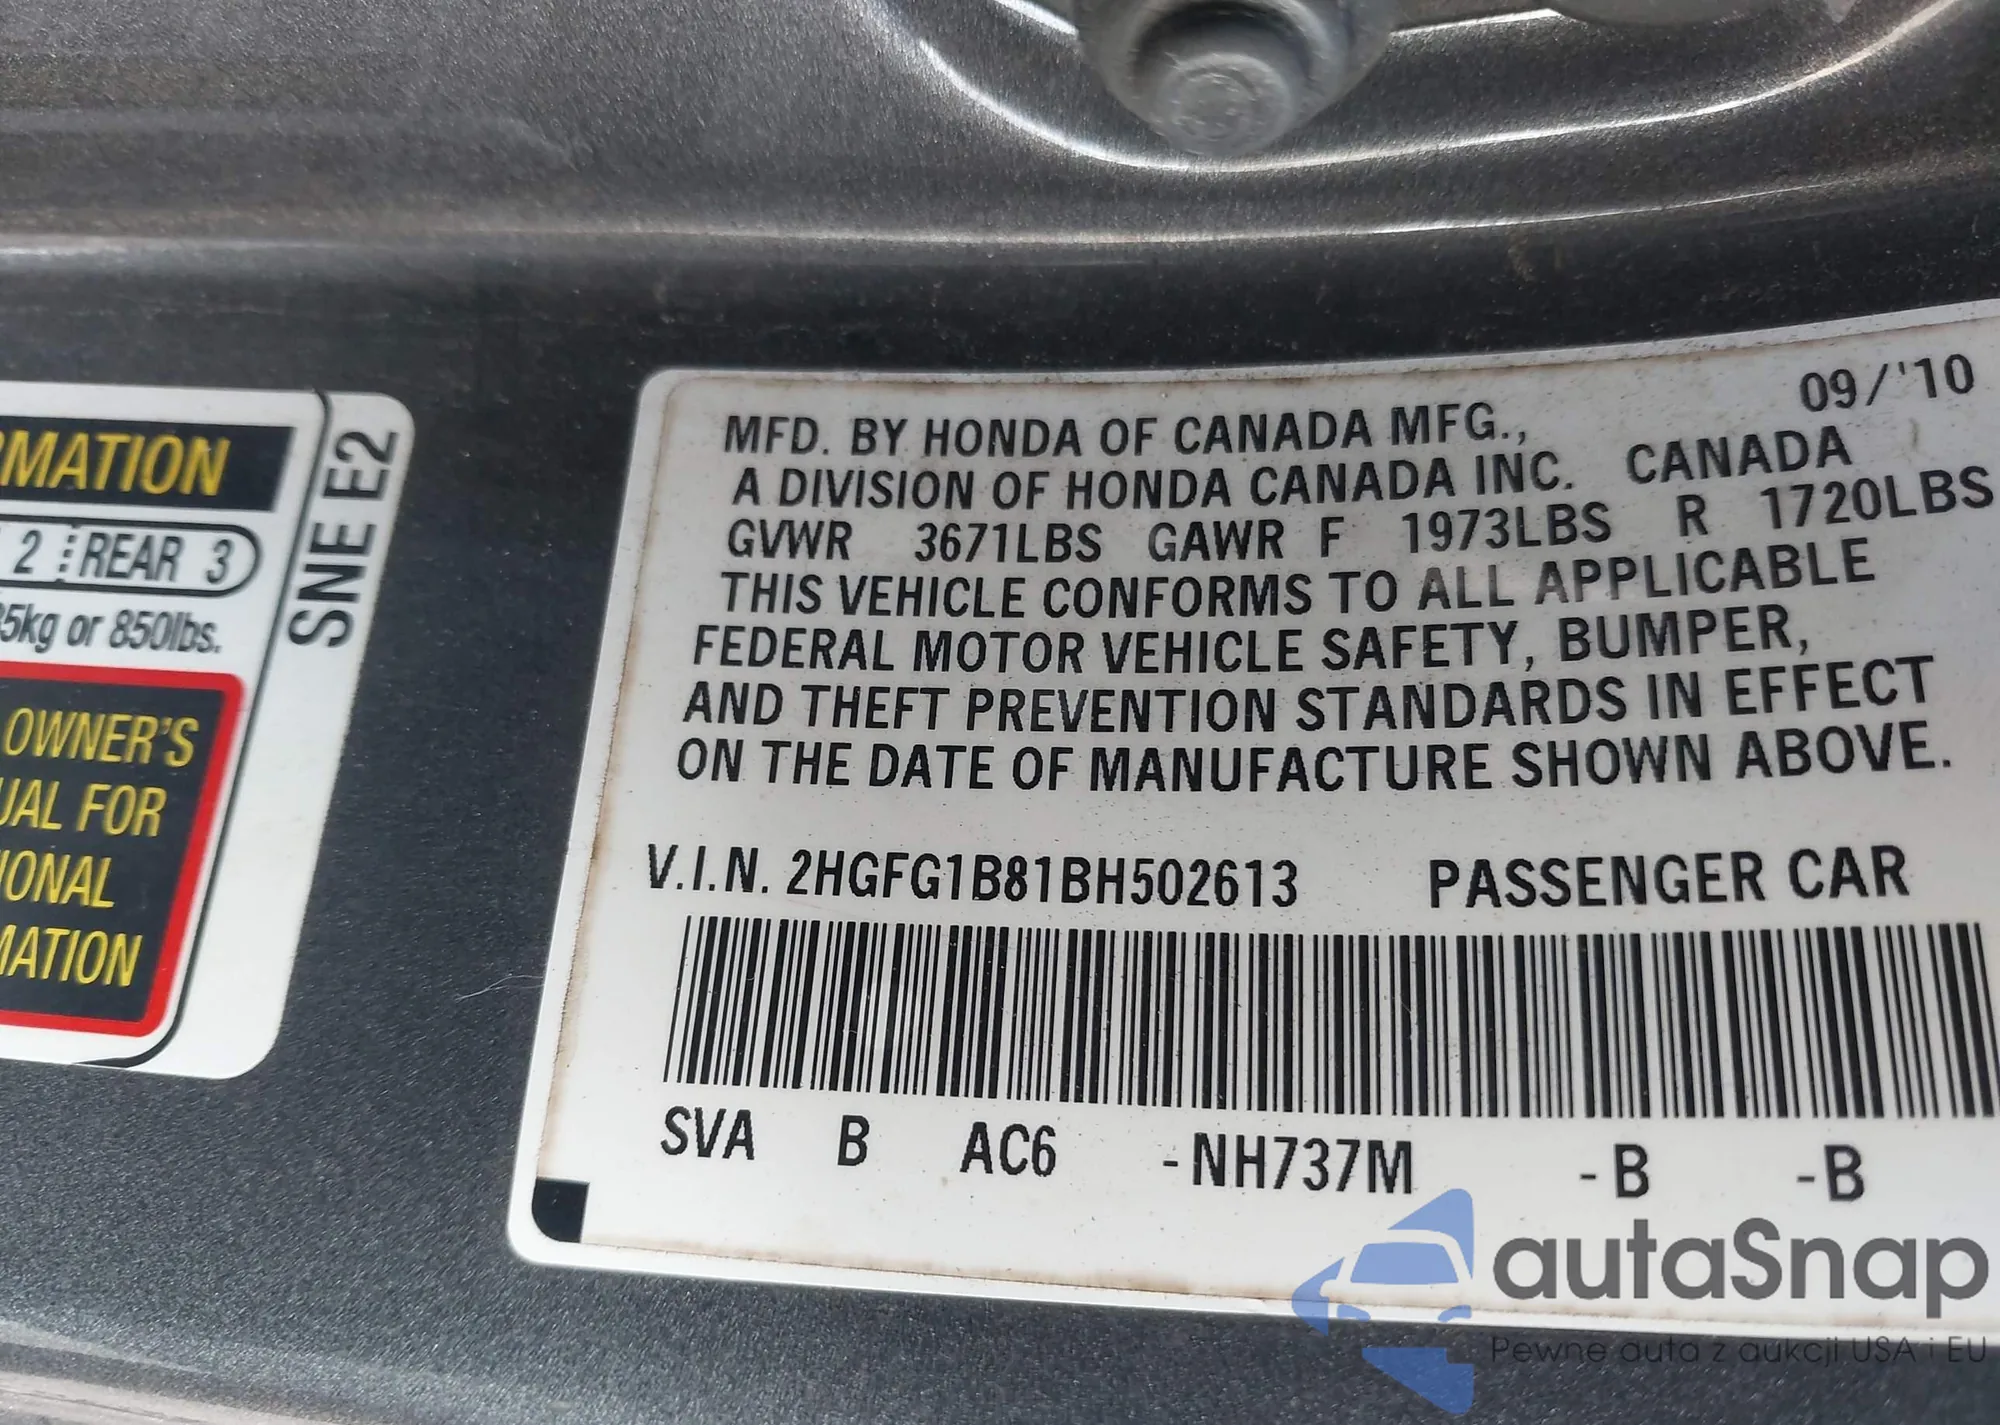 RMATION
2 REAR 3
5kg or 850lbs.
OWNER'S
UAL FOR
IONAL
MATION
SNE E2
09/'10
MFD. BY HONDA OF CANADA MFG.,
A DIVISION OF HONDA CANADA INC. CANADA
GVWR 3671LBS GAWR F 1973LBS R 1720LBS
THIS VEHICLE CONFORMS TO ALL APPLICABLE
FEDERAL MOTOR VEHICLE SAFETY, BUMPER,
AND THEFT PREVENTION STANDARDS IN EFFECT
ON THE DATE OF MANUFACTURE SHOWN ABOVE.
V.I.N. 2HGFG1B81BH502613 PASSENGER CAR
SVA B AC6 -NH737M -B -B
autaSnap
Pewne auta z aukcji USA i EU